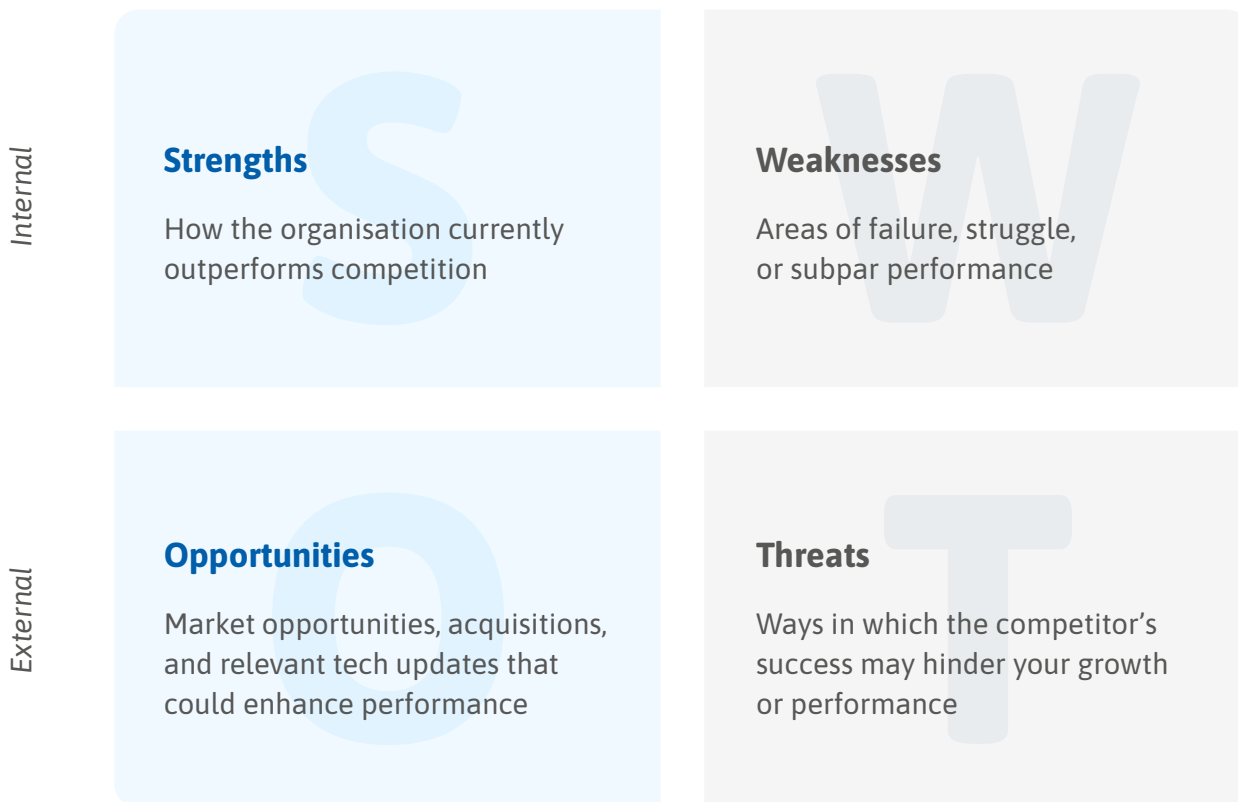 Internal
S
Strengths
How the organisation currently
outperforms competition
W
Weaknesses
Areas of failure, struggle,
or subpar performance
External
O
Opportunities
Market opportunities, acquisitions,
and relevant tech updates that
could enhance performance
T
Threats
Ways in which the competitor’s
success may hinder your growth
or performance